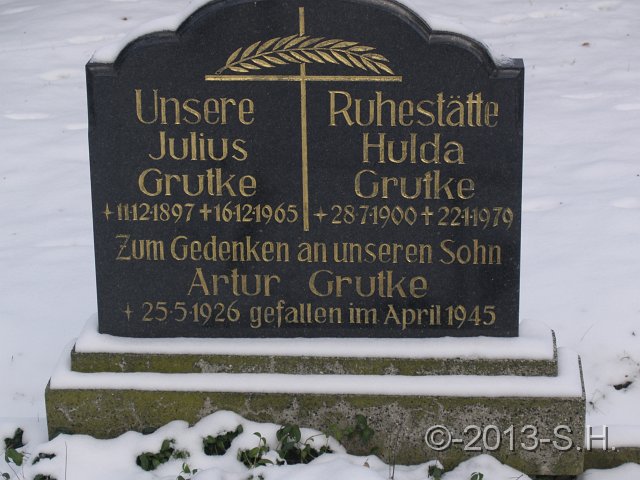 Unsere Ruhestätte
Julius Hulda
Grutke Grutke
+11·12·1897 +16·12·1965 +28·7·1900 +22·1·1979
Zum Gedenken an unseren Sohn
Artur Grutke
+ 25·5·1926 gefallen im April 1945
©-2013-S.H.